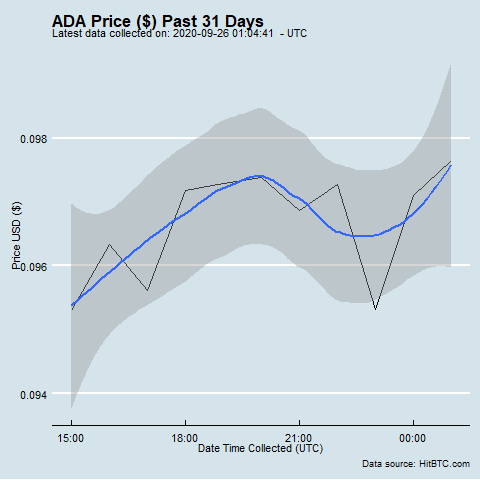 ADA Price ($) Past 31 Days
Latest data collected on: 2020-09-26 01:04:41 - UTC
Price USD ($)
0.098
0.096
0.094
15:00 18:00 21:00 00:00
Date Time Collected (UTC)
Data source: HitBTC.com